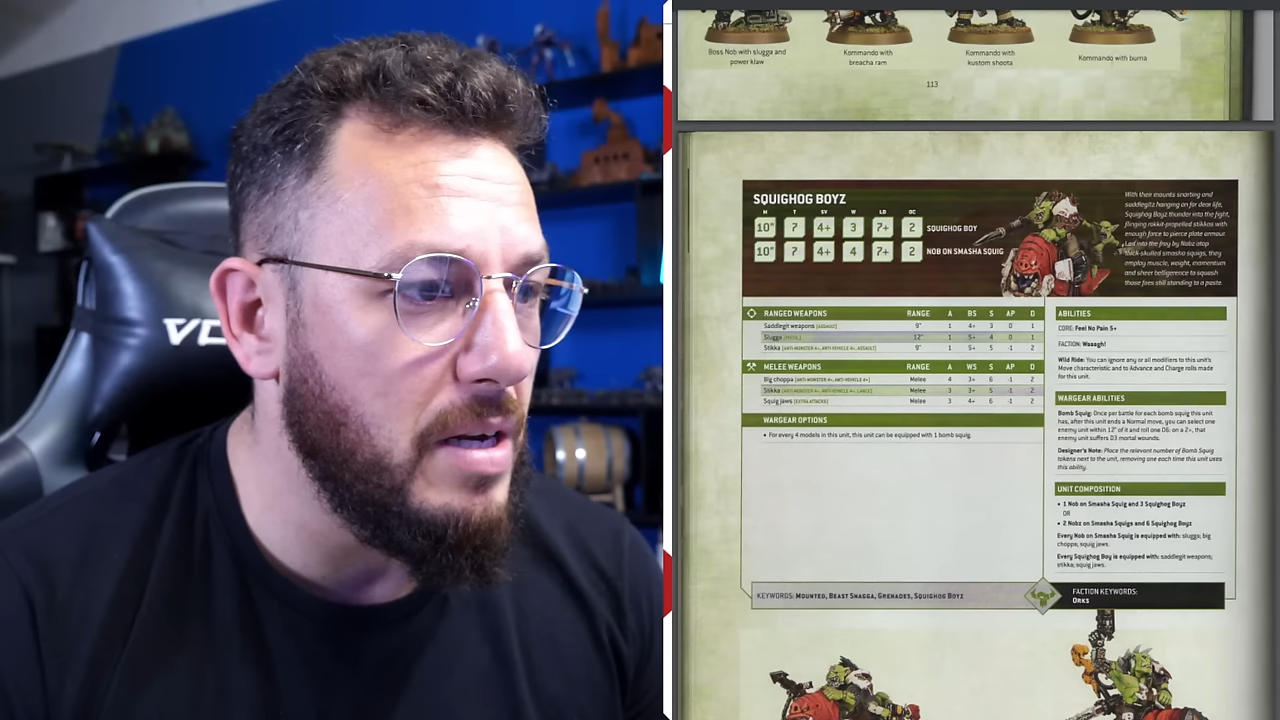 Boss Nob with slugga and
power klaw
Kommando with
breacha ram
Kommando with
kustom shoota
Kommando with burna
113
SQUIGHOG BOYZ
M T SV W LD OC
10" 7 4+ 3 7+ 2 SQUIGHOG BOY
10" 7 4+ 4 7+ 2 NOB ON SMASHA SQUIG
With their mounts snorting and
saddlegitz hanging on for dear life,
Squighog Boyz thunder into the fight,
flinging rokkit-propelled stikkas with
enough force to pierce plate armour.
Led into the fray by Nobz atop
thick-skulled smasha squigs, they
employ muscle, weight, momentum
and sheer belligerence to squash
those foes still standing to a paste.
RANGED WEAPONS RANGE A BS S AP D
Saddlegit weapons [ASSAULT] 9" 1 4+ 3 0 1
Slugga [PISTOL] 12" 1 5+ 4 0 1
Stikka [ANTI-MONSTER 4+, ANTI-VEHICLE 4+, ASSAULT] 9" 1 5+ 5 -1 2
MELEE WEAPONS RANGE A WS S AP D
Big choppa [ANTI-MONSTER 4+, ANTI-VEHICLE 4+] Melee 4 3+ 6 -1 2
Stikka [ANTI-MONSTER 4+, ANTI-VEHICLE 4+, LANCE] Melee 3 3+ 5 -1 2
Squig jaws [EXTRA ATTACKS] Melee 3 4+ 6 -1 2
WARGEAR OPTIONS
• For every 4 models in this unit, this unit can be equipped with 1 bomb squig.
ABILITIES
CORE: Feel No Pain 5+
FACTION: Waaagh!
Wild Ride: You can ignore any or all modifiers to this unit's
Move characteristic and to Advance and Charge rolls made
for this unit.
WARGEAR ABILITIES
Bomb Squig: Once per battle for each bomb squig this unit
has, after this unit ends a Normal move, you can select one
enemy unit within 12" of it and roll one D6: on a 2+, that
enemy unit suffers D3 mortal wounds.
Designer's Note: Place the relevant number of Bomb Squig
tokens next to the unit, removing one each time this unit uses
this ability.
UNIT COMPOSITION
• 1 Nob on Smasha Squig and 3 Squighog Boyz
OR
• 2 Nobz on Smasha Squigs and 6 Squighog Boyz
Every Nob on Smasha Squig is equipped with: slugga; big
choppa; squig jaws.
Every Squighog Boy is equipped with: saddlegit weapons;
stikka; squig jaws.
KEYWORDS: MOUNTED, BEAST SNAGGA, GRENADES, SQUIGHOG BOYZ
FACTION KEYWORDS:
ORKS